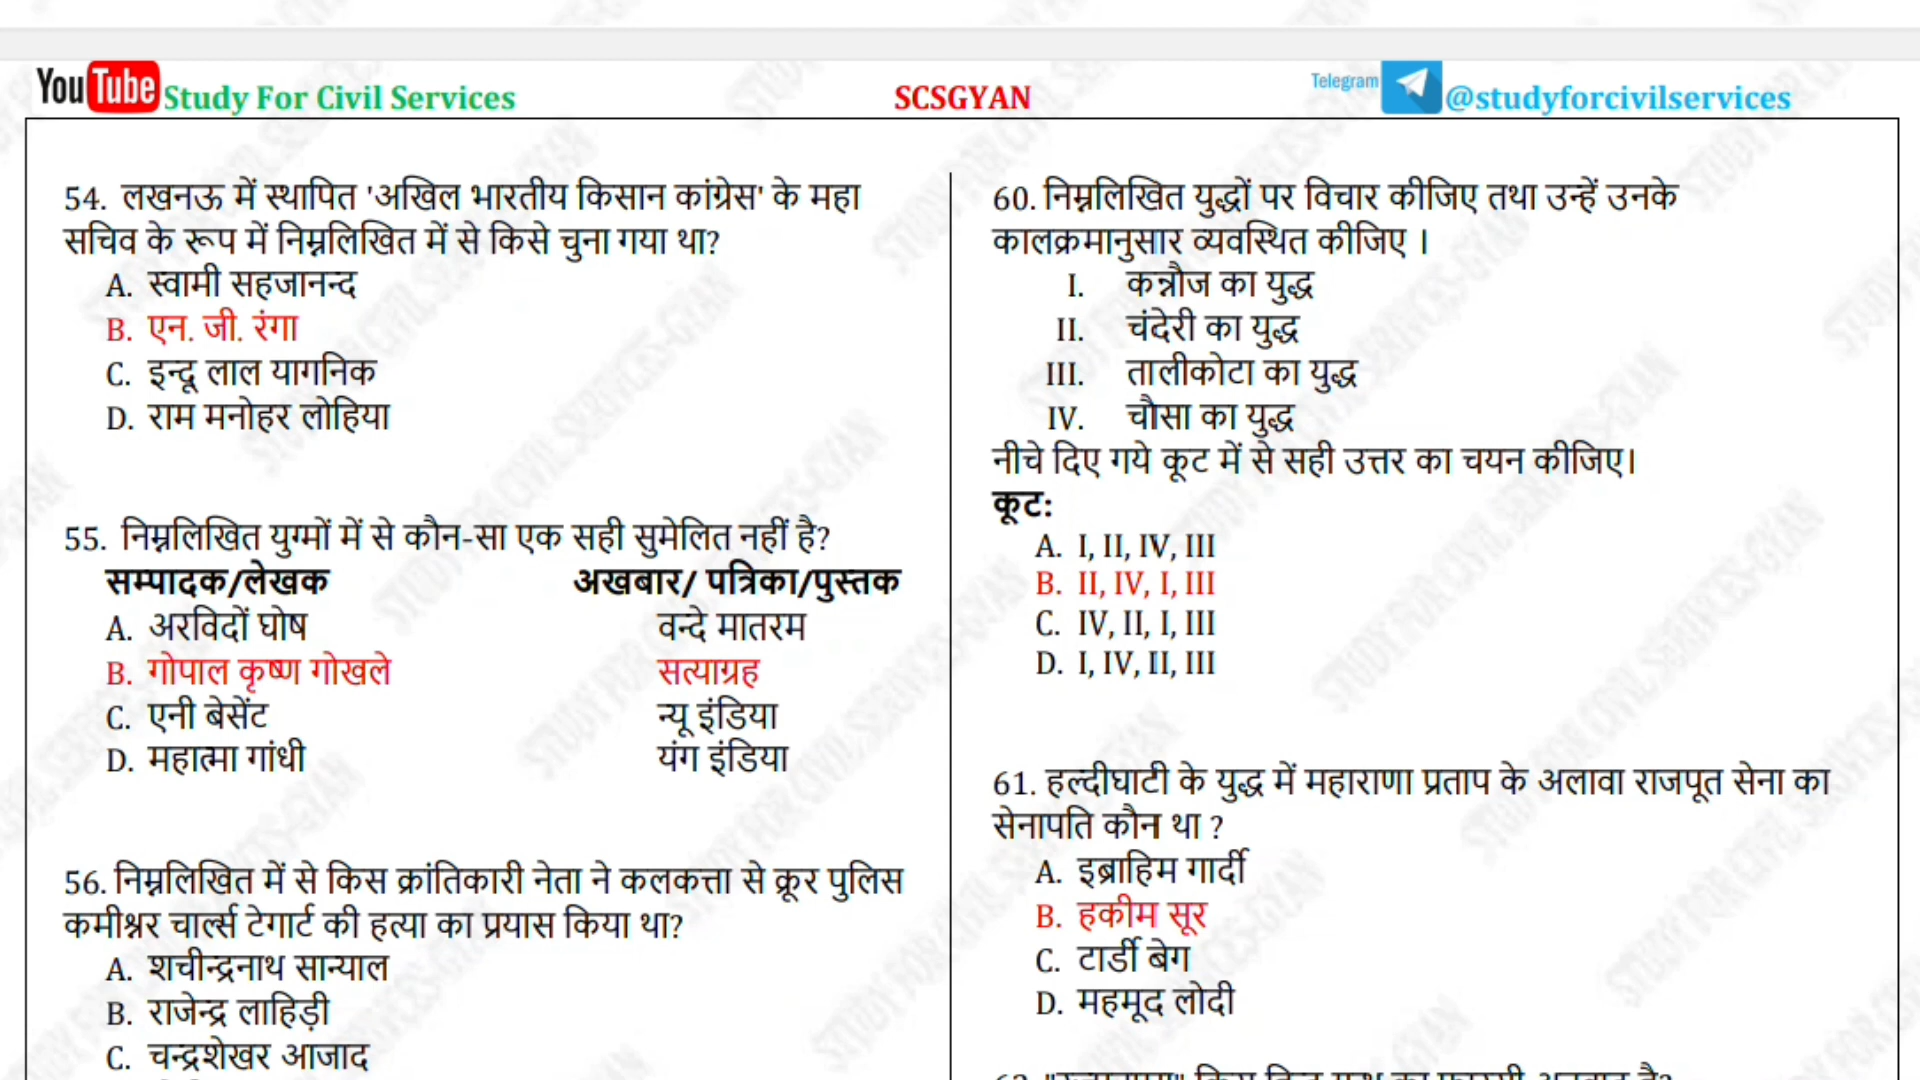 YouTube Study For Civil Services
SCSGYAN
Telegram @studyforcivilservices
54. लखनऊ में स्थापित 'अखिल भारतीय किसान कांग्रेस' के महा
सचिव के रूप में निम्नलिखित में से किसे चुना गया था?
A. स्वामी सहजानन्द
B. एन. जी. रंगा
C. इन्दू लाल यागनिक
D. राम मनोहर लोहिया
55. निम्नलिखित युग्मों में से कौन-सा एक सही सुमेलित नहीं है?
सम्पादक/लेखक अखबार/ पत्रिका/पुस्तक
A. अरविदों घोष वन्दे मातरम
B. गोपाल कृष्ण गोखले सत्याग्रह
C. एनी बेसेंट न्यू इंडिया
D. महात्मा गांधी यंग इंडिया
56. निम्नलिखित में से किस क्रांतिकारी नेता ने कलकत्ता से क्रूर पुलिस
कमीश्नर चार्ल्स टेगार्ट की हत्या का प्रयास किया था?
A. शचीन्द्रनाथ सान्याल
B. राजेन्द्र लाहिड़ी
C. चन्द्रशेखर आजाद
60. निम्नलिखित युद्धों पर विचार कीजिए तथा उन्हें उनके
कालक्रमानुसार व्यवस्थित कीजिए ।
I. कन्नौज का युद्ध
II. चंदेरी का युद्ध
III. तालीकोटा का युद्ध
IV. चौसा का युद्ध
नीचे दिए गये कूट में से सही उत्तर का चयन कीजिए।
कूट:
A. I, II, IV, III
B. II, IV, I, III
C. IV, II, I, III
D. I, IV, II, III
61. हल्दीघाटी के युद्ध में महाराणा प्रताप के अलावा राजपूत सेना का
सेनापति कौन था ?
A. इब्राहिम गार्दी
B. हकीम सूर
C. टार्डी बेग
D. महमूद लोदी